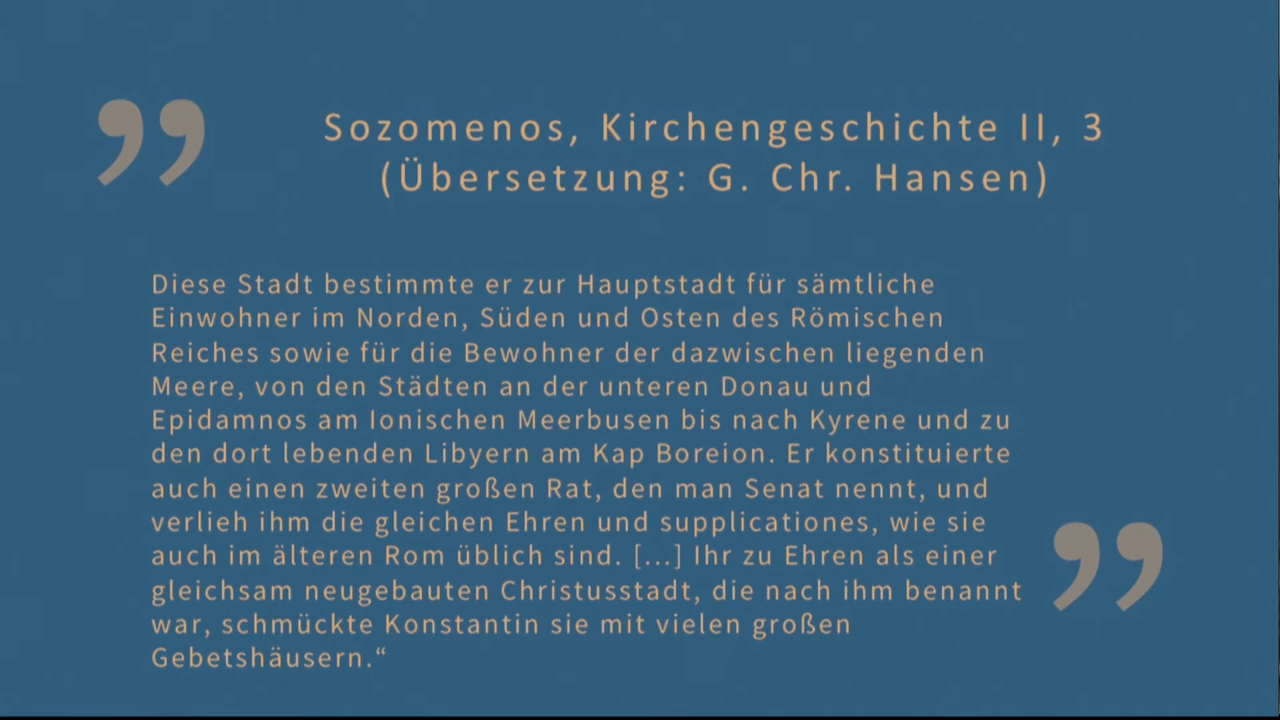 Sozomenos, Kirchengeschichte II, 3
(Übersetzung: G. Chr. Hansen)
Diese Stadt bestimmte er zur Hauptstadt für sämtliche
Einwohner im Norden, Süden und Osten des Römischen
Reiches sowie für die Bewohner der dazwischen liegenden
Meere, von den Städten an der unteren Donau und
Epidamnos am Ionischen Meerbusen bis nach Kyrene und zu
den dort lebenden Libyern am Kap Boreion. Er konstituierte
auch einen zweiten großen Rat, den man Senat nennt, und
verlieh ihm die gleichen Ehren und supplicationes, wie sie
auch im älteren Rom üblich sind. [...] Ihr zu Ehren als einer
gleichsam neugebauten Christusstadt, die nach ihm benannt
war, schmückte Konstantin sie mit vielen großen
Gebetshäusern.“